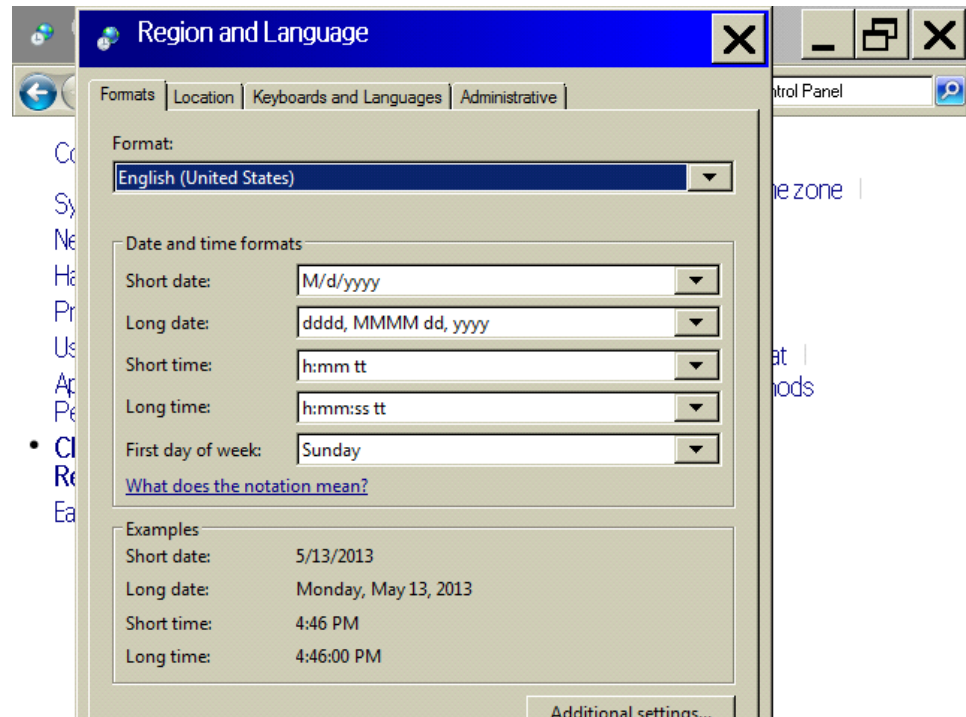 Region and Language
ntrol Panel
Formats Location Keyboards and Languages Administrative
Format:
English (United States)
ne zone
Date and time formats
Short date: M/d/yyyy
Long date: dddd, MMMM dd, yyyy
Short time: h:mm tt
at
Long time: h:mm:ss tt
nods
First day of week: Sunday
What does the notation mean?
Examples
Short date: 5/13/2013
Long date: Monday, May 13, 2013
Short time: 4:46 PM
Long time: 4:46:00 PM
Additional settings...